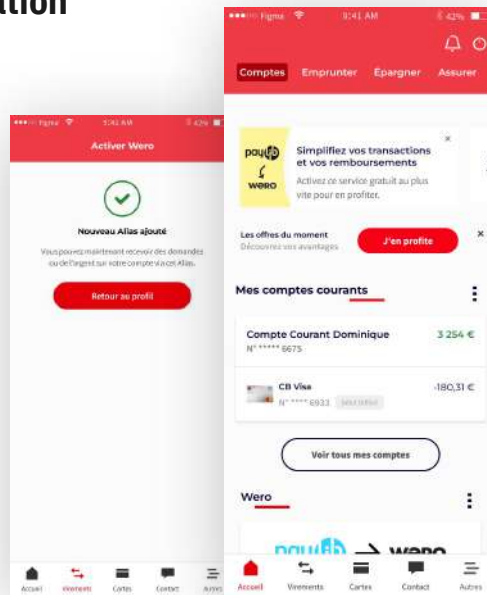 ation
Figma 9:41 AM 42%
Activer Wero
Nouveau Alias ajouté
Vous pouvez maintenant recevoir des demandes
ou de l'argent sur votre compte via cet Alias.
Retour au profil
Accueil Virements Cartes Contact Autres
Figma 9:41 AM 42%
Comptes Emprunter Épargner Assurer
paylib
wero
Simplifiez vos transactions
et vos remboursements
Activez ce service gratuit au plus
vite pour en profiter.
Les offres du moment
Découvrez vos avantages
J'en profite
Mes comptes courants
Compte Courant Dominique 3 254 €
N° ***** 6675
CB Visa -180,31 €
N° **** 6933
Voir tous mes comptes
Wero
paylib → wero
Accueil Virements Cartes Contact Autres